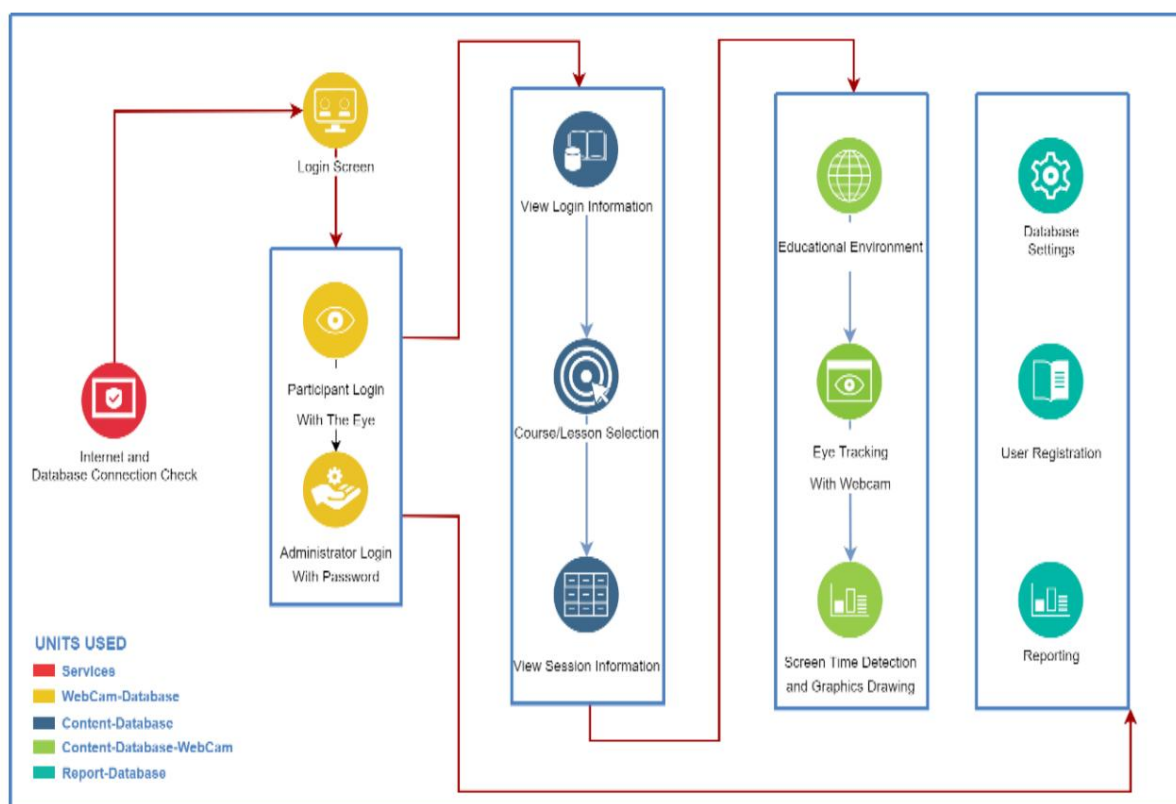 Login Screen
Internet and
Database Connection Check
Participant Login
With The Eye
Administrator Login
With Password
View Login Information
Course/Lesson Selection
View Session Information
Educational Environment
Eye Tracking
With Webcam
Screen Time Detection
and Graphics Drawing
Database
Settings
User Registration
Reporting
UNITS USED
Services
WebCam-Database
Content-Database
Content-Database-WebCam
Report-Database